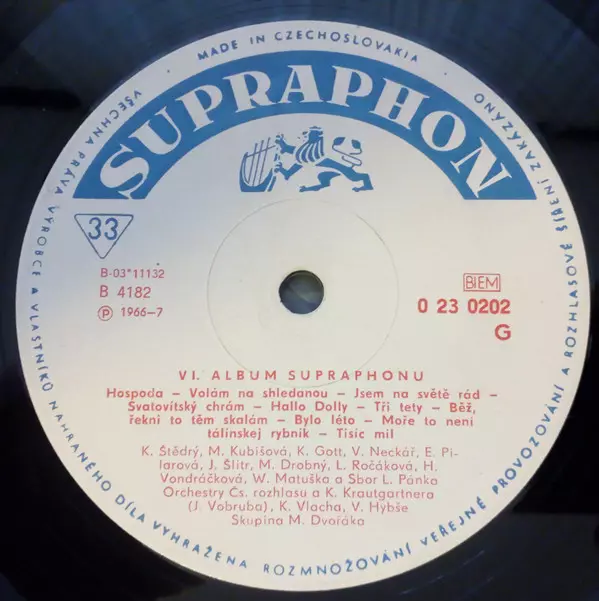 MADE IN CZECHOSLOVAKIA
SUPRAPHON
33
B-03*11132
B 4182
Ⓟ 1966-7
BIEM
0 23 0202
G
VI. ALBUM SUPRAPHONU
Hospoda – Volám na shledanou – Jsem na světě rád –
Svatovítský chrám – Hallo Dolly – Tři tety – Běž,
řekni to těm skalám – Bylo léto – Moře to není
tálinskej rybník – Tisíc mil
K. Štědrý, M. Kubišová, K. Gott, V. Neckář, E. Pi-
larová, J. Šlitr, M. Drobný, L. Ročáková, H.
Vondráčková, W. Matuška a Sbor L. Pánka
Orchestry Čs. rozhlasu a K. Krautgartnera
(J. Vobruba), K. Vlacha, V. Hybše
Skupina M. Dvořáka
VŠECHNA PRÁVA VÝROBCE A VLASTNÍKŮ NAHRANÉHO DÍLA VYHRAŽENA ROZMNOŽOVÁNÍ VEŘEJNÉ PROVOZOVÁNÍ A ROZHLASOVÉ ŠÍŘENÍ ZAKÁZÁNO